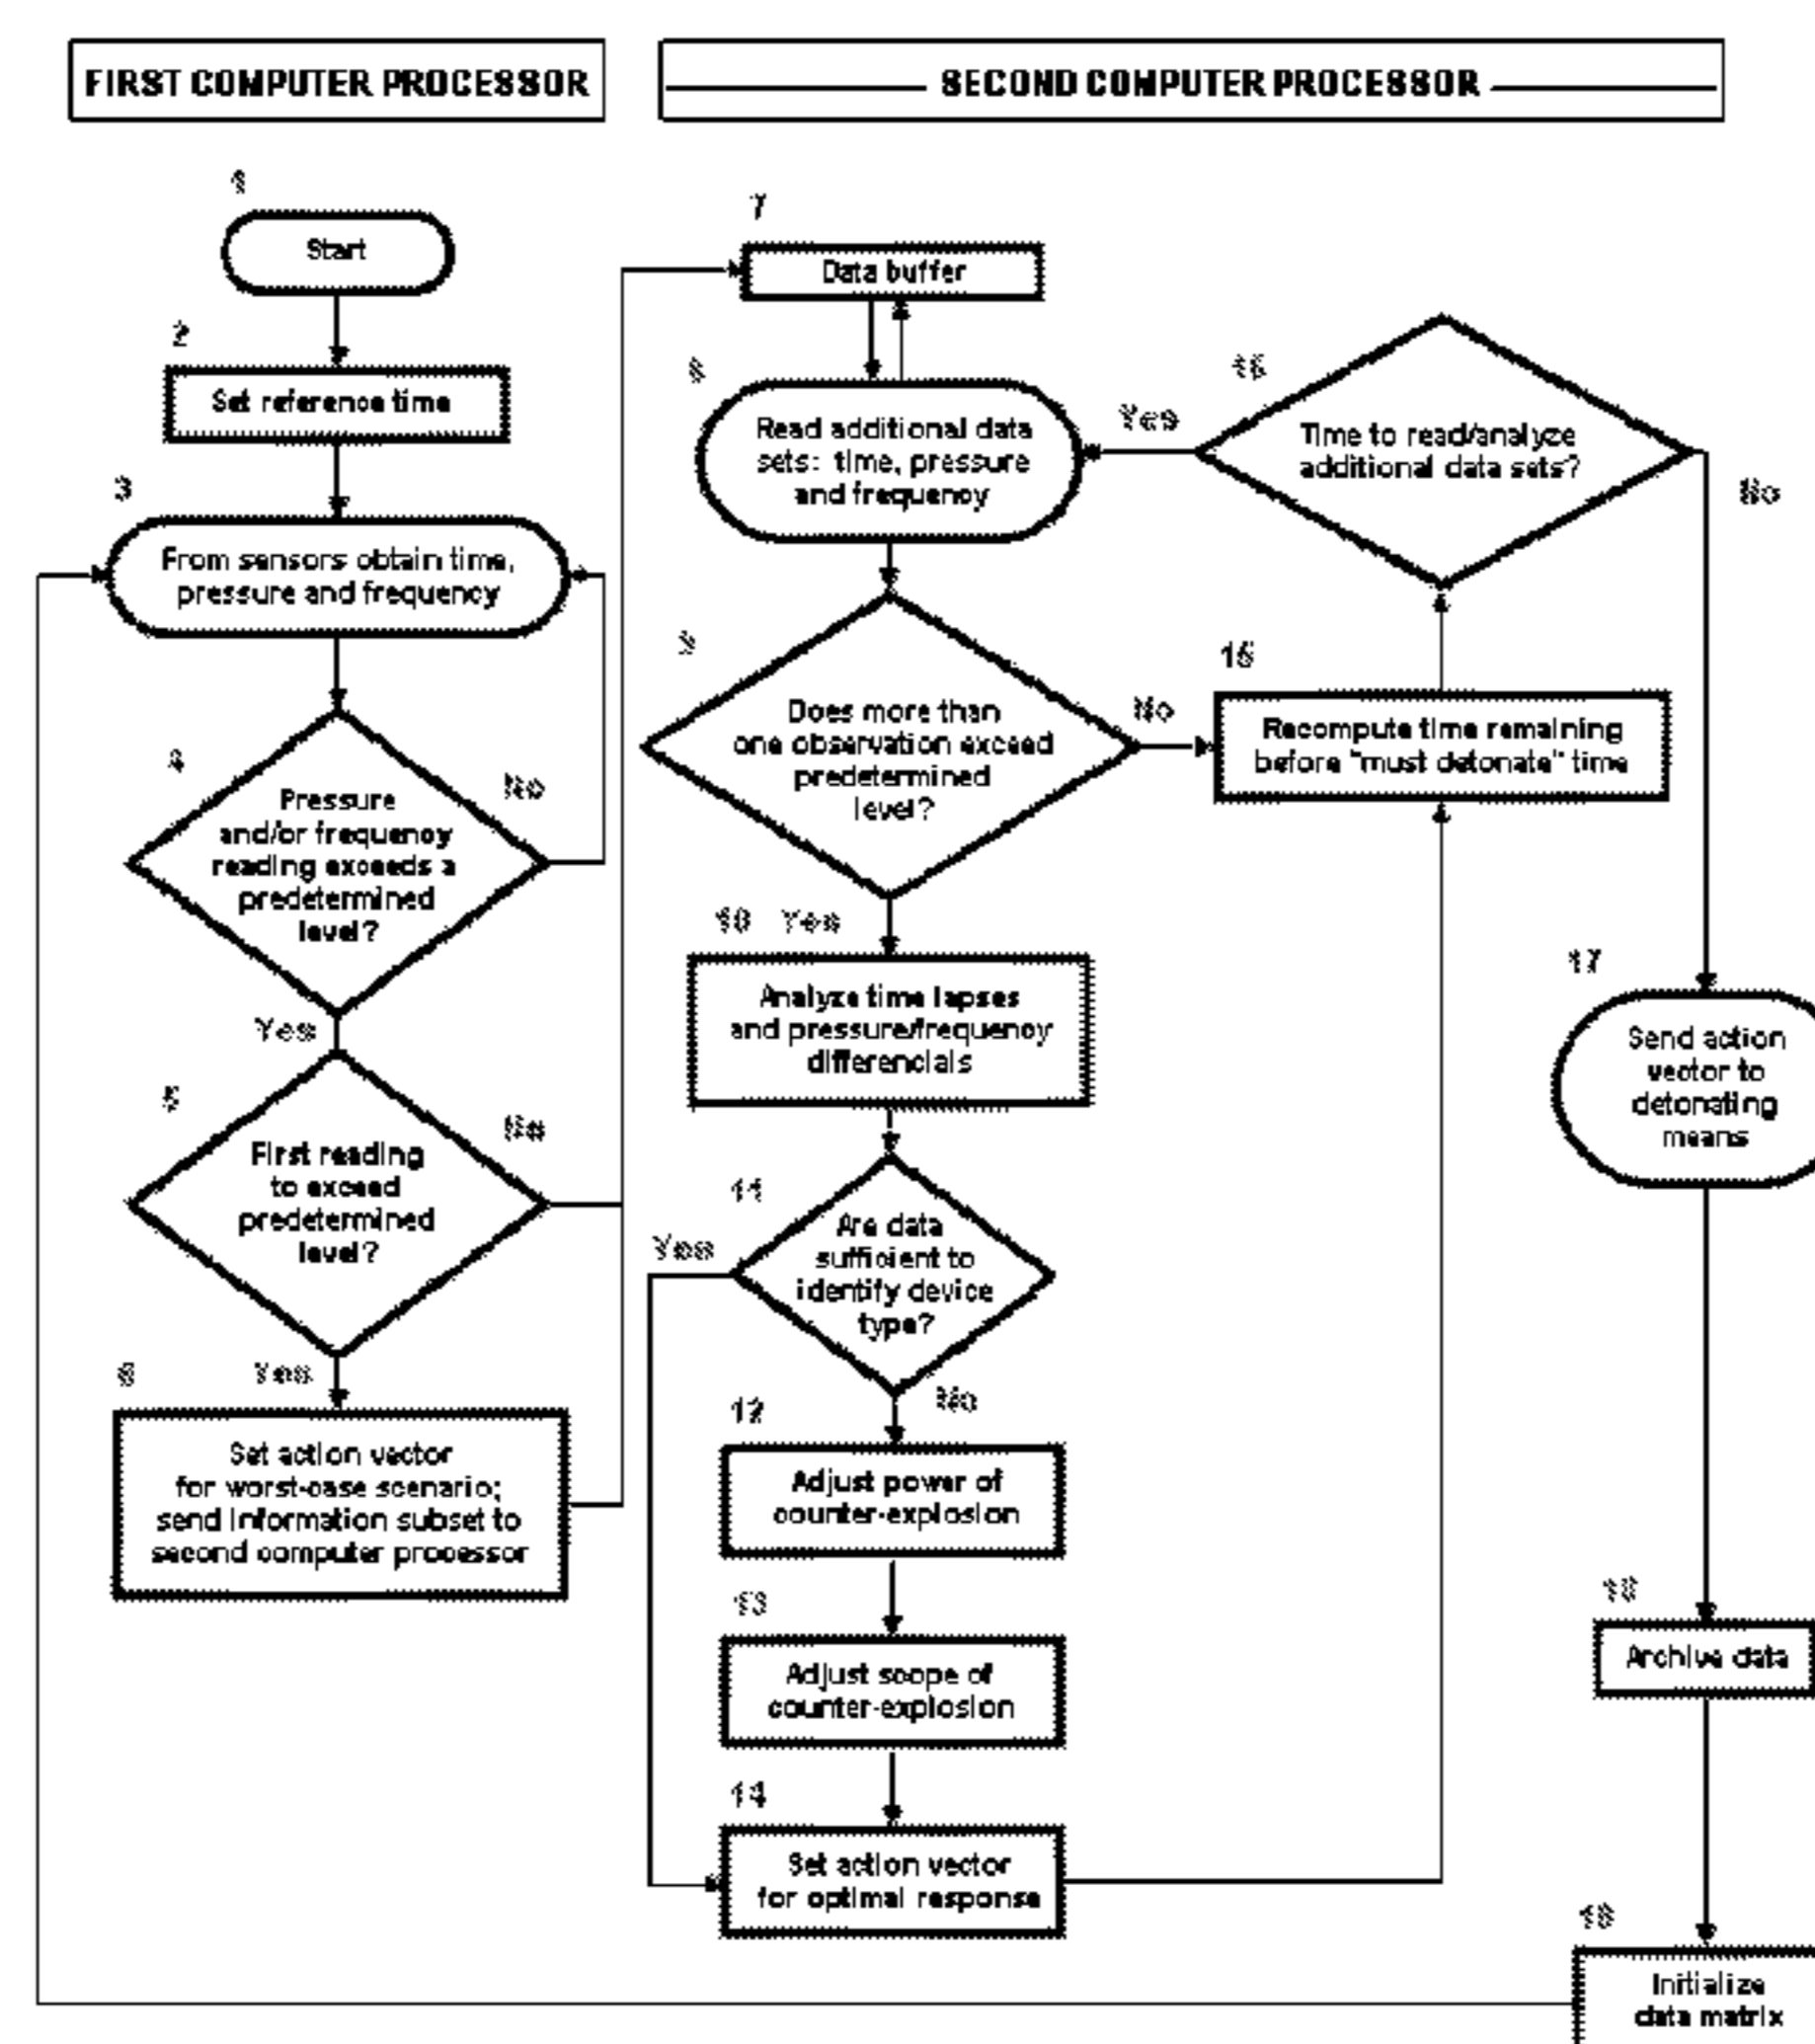 FIRST COMPUTER PROCESSOR
SECOND COMPUTER PROCESSOR
1
Start
2
Set reference time
3
From sensors obtain time,
pressure and frequency
4
Pressure
and/or frequency
reading exceeds a
predetermined
level?
No
Yes
5
First reading
to exceed
predetermined
level?
No
Yes
6
Set action vector
for worst-case scenario;
send information subset to
second computer processor
7
Data buffer
8
Read additional data
sets: time, pressure
and frequency
9
Does more than
one observation exceed
predetermined
level?
No
10 Yes
Analyze time lapses
and pressure/frequency
differencials
11
Are data
sufficient to
identify device
type?
Yes
No
12
Adjust power of
counter-explosion
13
Adjust scope of
counter-explosion
14
Set action vector
for optimal response
15
Recompute time remaining
before "must detonate" time
Time to read/analyze
additional data sets?
Yes
No
17
Send action
vector to
detonating
means
18
Archive data
19
Initialize
data matrix